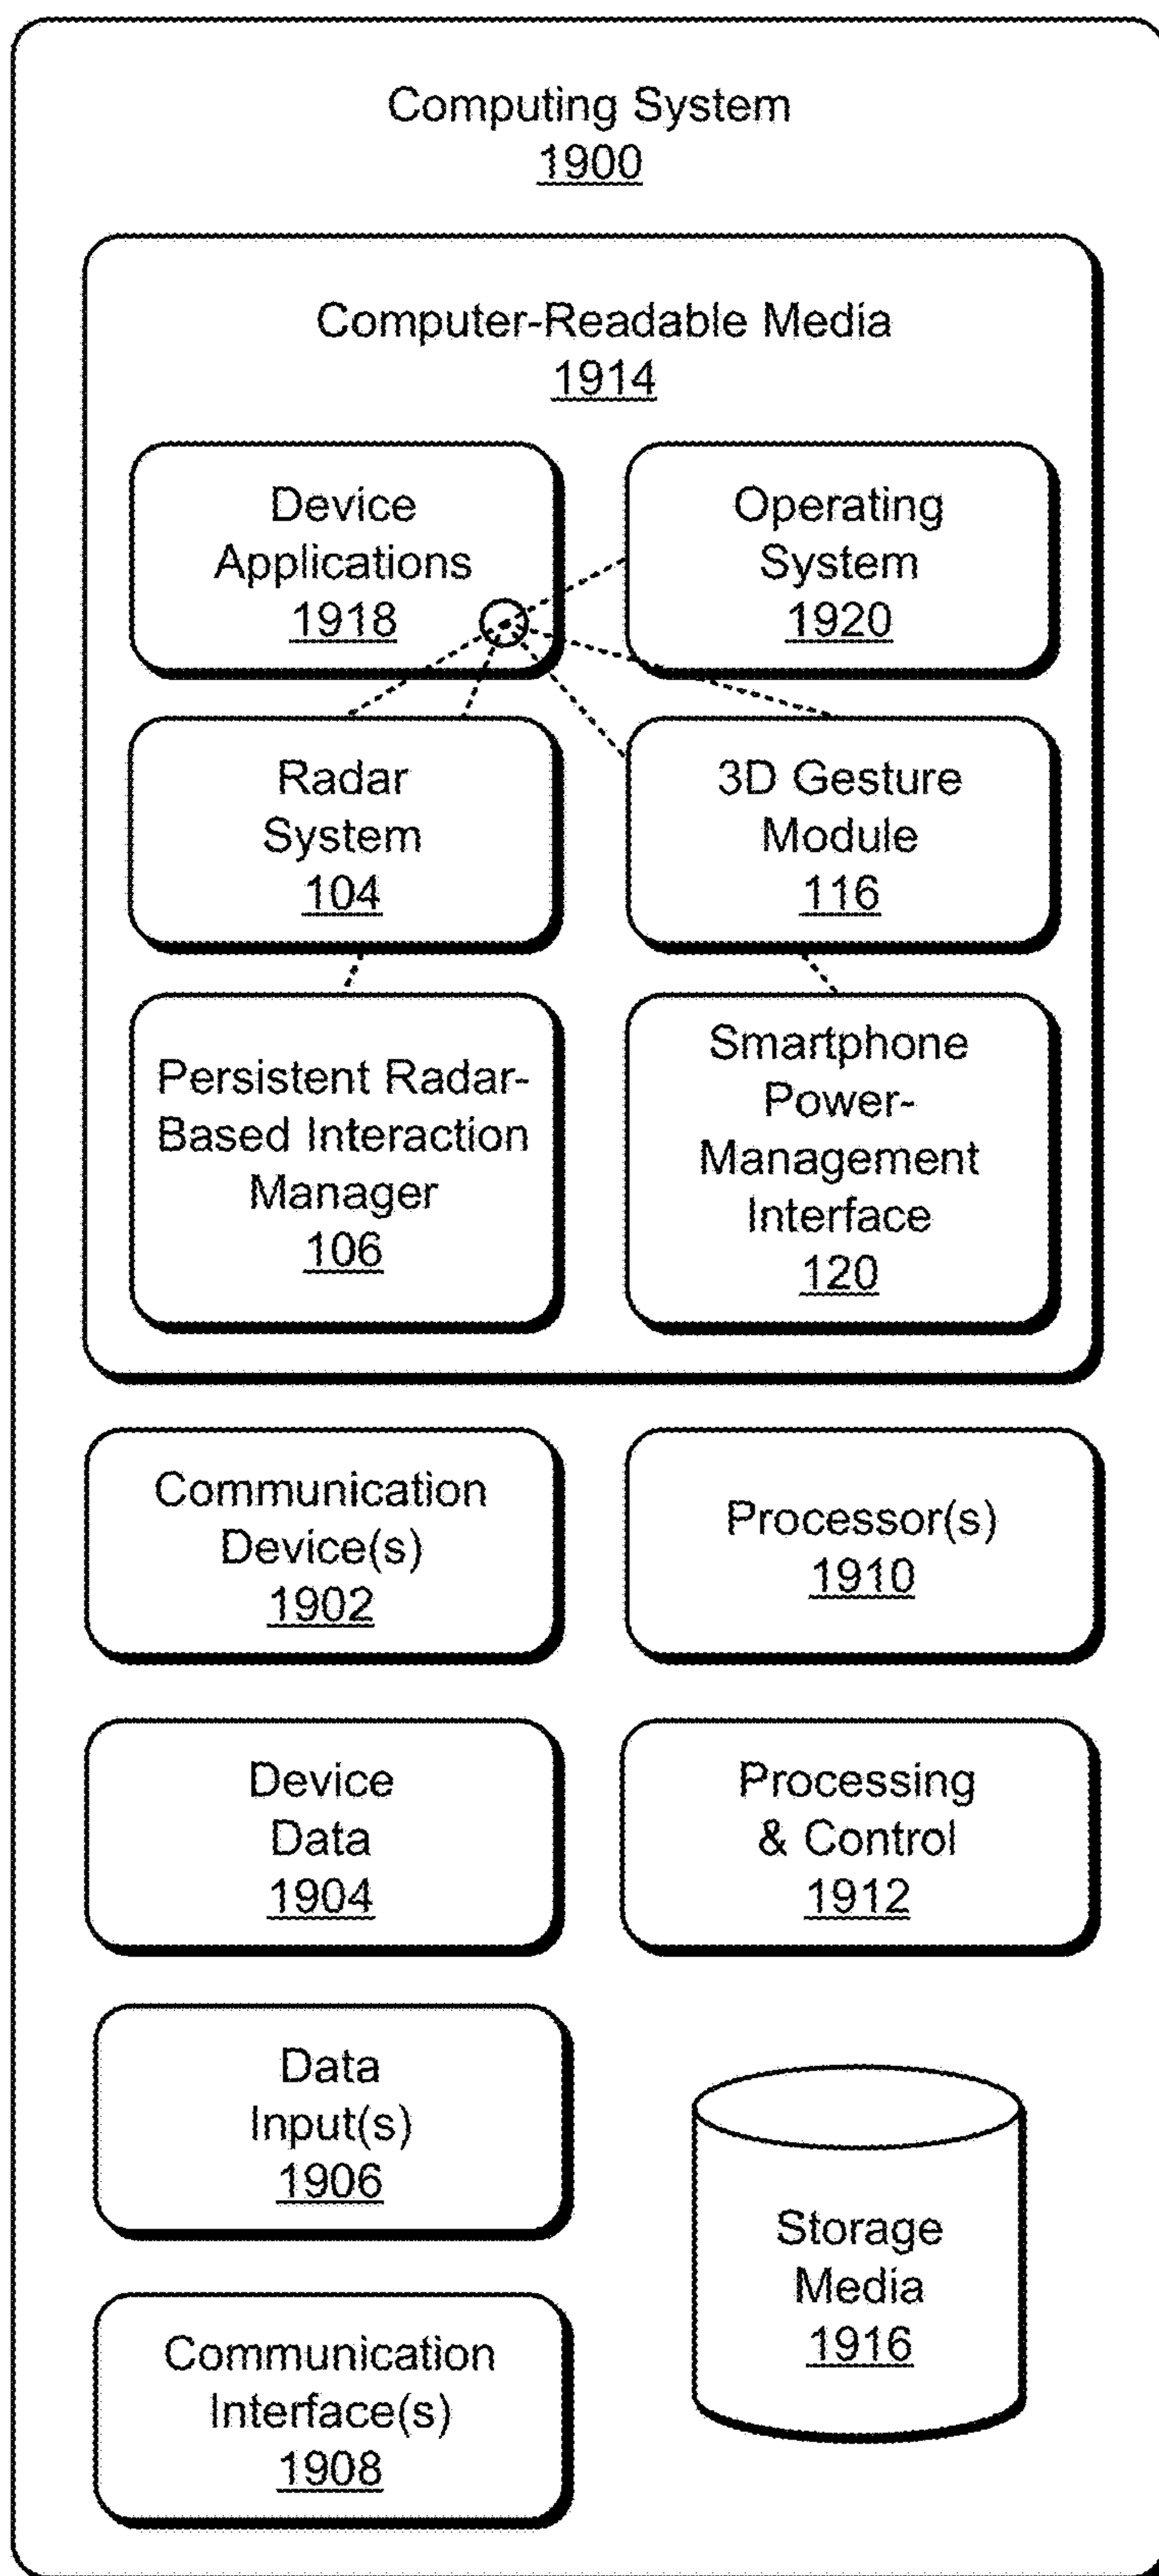 Computing System
1900
Computer-Readable Media
1914
Device
Applications
1918
Operating
System
1920
Radar
System
104
3D Gesture
Module
116
Persistent Radar-
Based Interaction
Manager
106
Smartphone
Power-
Management
Interface
120
Communication
Device(s)
1902
Processor(s)
1910
Device
Data
1904
Processing
& Control
1912
Data
Input(s)
1906
Storage
Media
1916
Communication
Interface(s)
1908